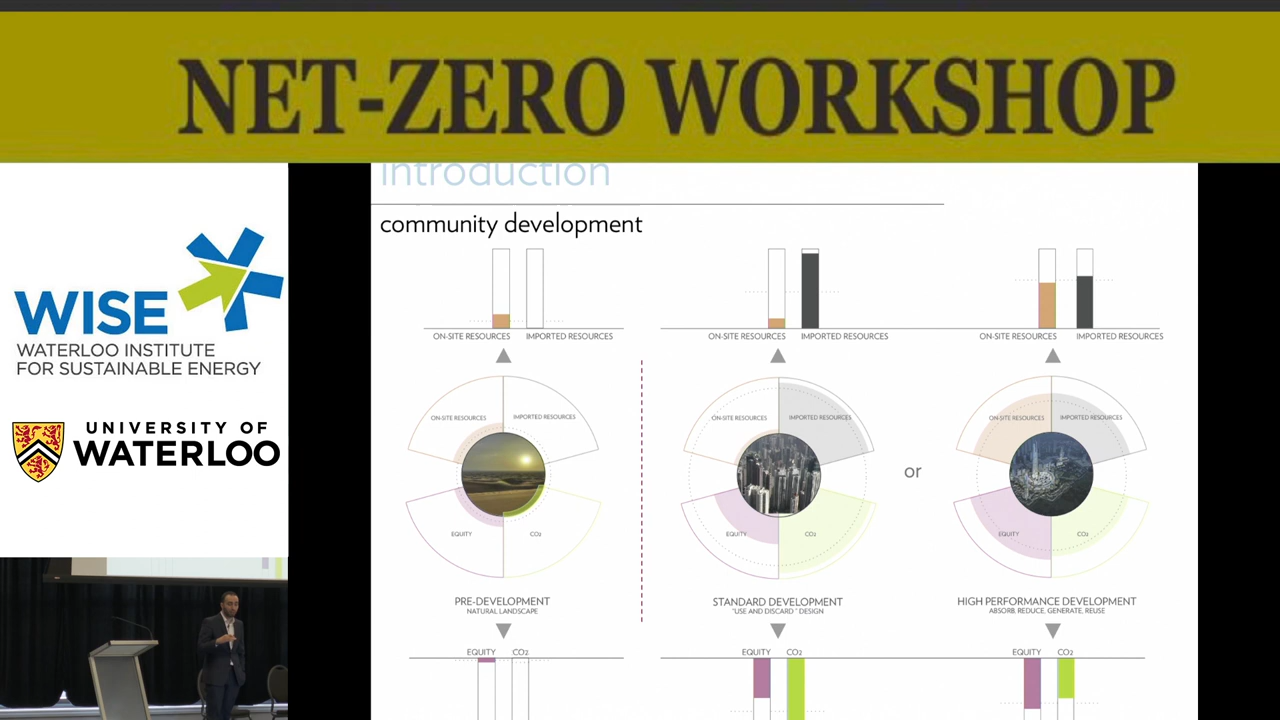 NET-ZERO WORKSHOP
WISE
WATERLOO INSTITUTE
FOR SUSTAINABLE ENERGY
UNIVERSITY OF
WATERLOO
introduction
community development
ON-SITE RESOURCES IMPORTED RESOURCES
ON-SITE RESOURCES IMPORTED RESOURCES
ON-SITE RESOURCES IMPORTED RESOURCES
ON-SITE RESOURCES IMPORTED RESOURCES
EQUITY CO2
ON-SITE RESOURCES IMPORTED RESOURCES
EQUITY CO2
or
ON-SITE RESOURCES IMPORTED RESOURCES
EQUITY CO2
PRE-DEVELOPMENT
NATURAL LANDSCAPE
STANDARD DEVELOPMENT
"USE AND DISCARD" DESIGN
HIGH PERFORMANCE DEVELOPMENT
ABSORB, REDUCE, GENERATE, REUSE
EQUITY CO2
EQUITY CO2
EQUITY CO2